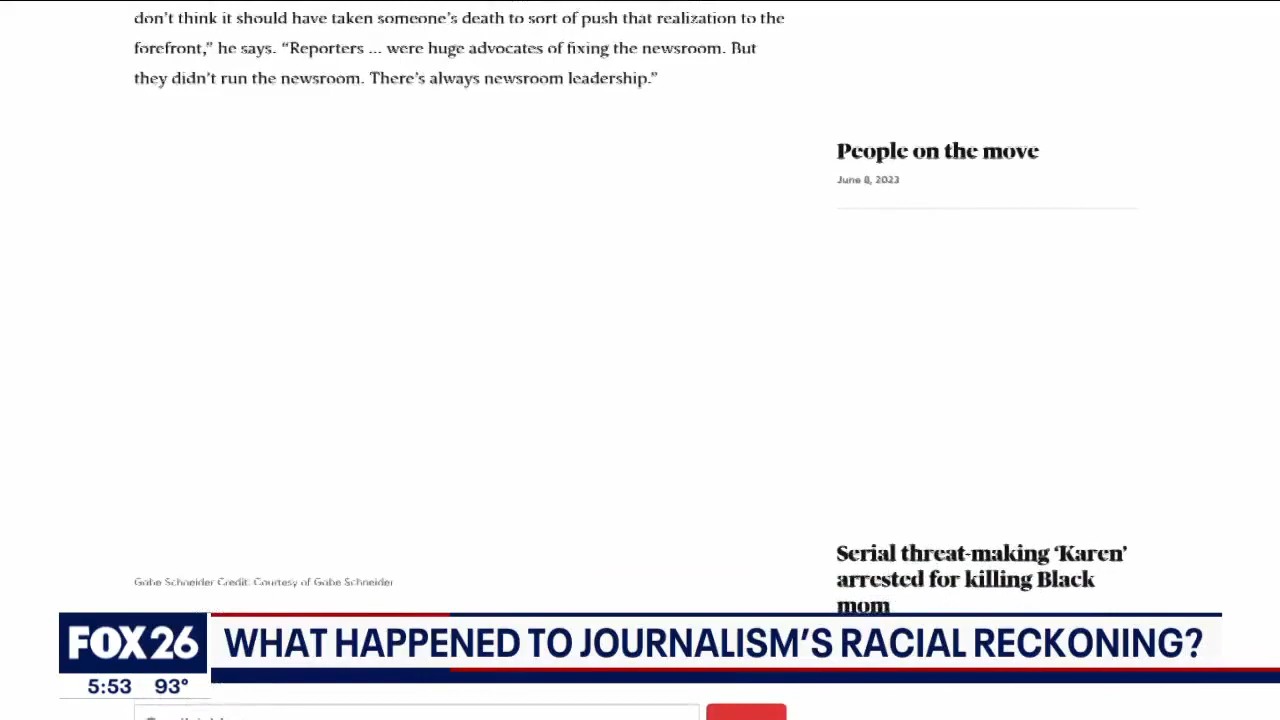 don't think it should have taken someone's death to sort of push that realization to the
forefront,” he says. “Reporters ... were huge advocates of fixing the newsroom. But
they didn't run the newsroom. There's always newsroom leadership.”
People on the move
June 8, 2023
Serial threat-making ‘Karen’
arrested for killing Black
mom
Gabe Schneider Credit: Courtesy of Gabe Schneider
FOX 26
WHAT HAPPENED TO JOURNALISM'S RACIAL RECKONING?
5:53 93°